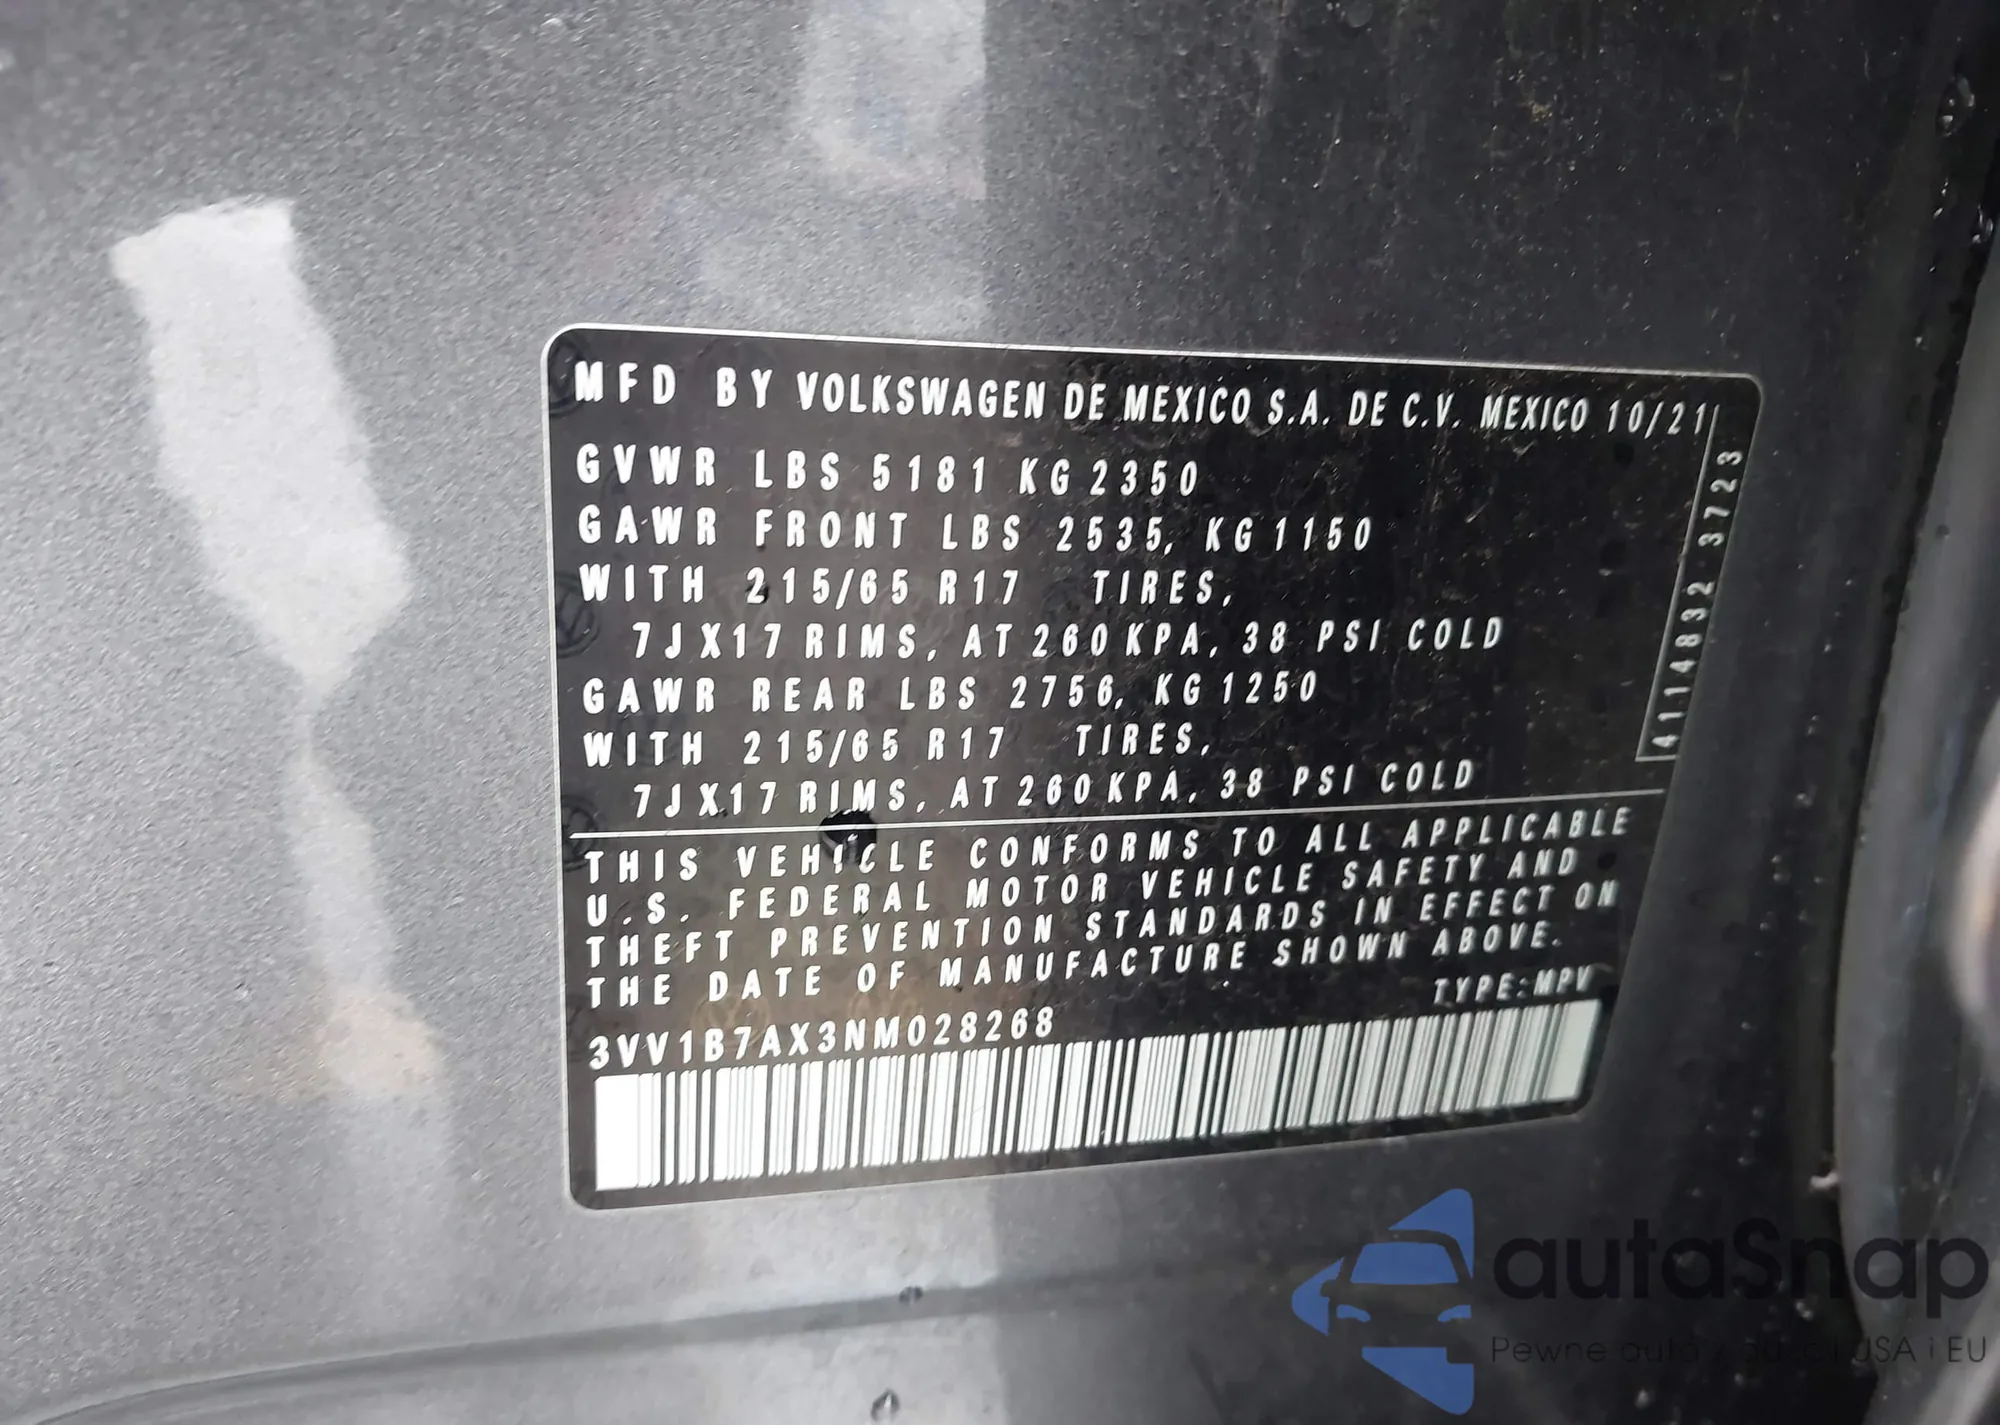 MFD BY VOLKSWAGEN DE MEXICO S.A. DE C.V. MEXICO 10/21
GVWR LBS 5181 KG 2350
GAWR FRONT LBS 2535, KG 1150
WITH 215/65 R17 TIRES,
7JX17 RIMS, AT 260 KPA, 38 PSI COLD
GAWR REAR LBS 2756, KG 1250
WITH 215/65 R17 TIRES,
7JX17 RIMS, AT 260 KPA, 38 PSI COLD
4114832 3723
THIS VEHICLE CONFORMS TO ALL APPLICABLE
U.S. FEDERAL MOTOR VEHICLE SAFETY AND
THEFT PREVENTION STANDARDS IN EFFECT ON
THE DATE OF MANUFACTURE SHOWN ABOVE.
TYPE:MPV
3VV1B7AX3NM028268
autaSnap
Pewne auta z USA i EU